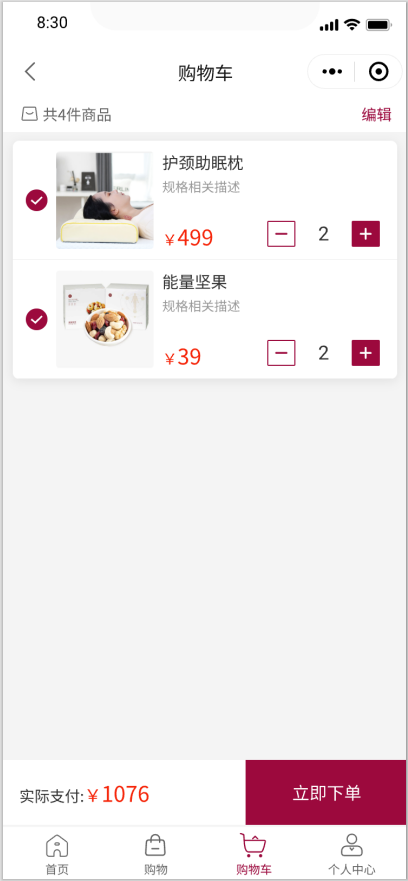 8:30
购物车
共4件商品
编辑
护颈助眠枕
规格相关描述
￥499
2
能量坚果
规格相关描述
￥39
2
实际支付:￥1076
立即下单
首页
购物
购物车
个人中心